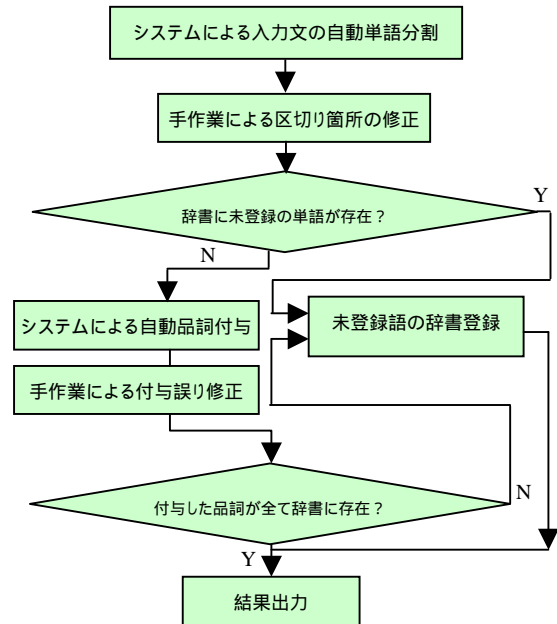 システムによる入力文の自動単語分割
手作業による区切り箇所の修正
辞書に未登録の単語が存在？
Y
N
システムによる自動品詞付与
未登録語の辞書登録
手作業による付与誤り修正
付与した品詞が全て辞書に存在？
N
Y
結果出力